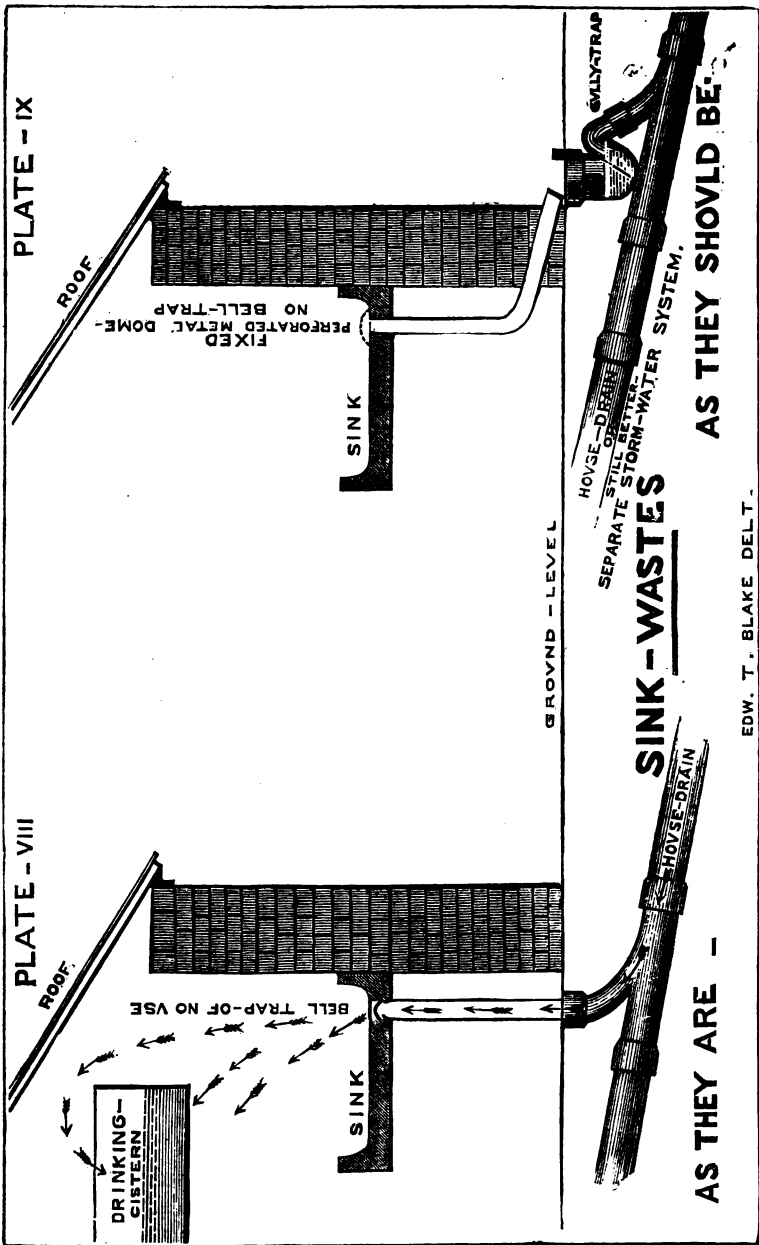 PLATE - VIII
PLATE - IX
ROOF.
ROOF
DRINKING-
CISTERN
BELL TRAP-OF NO VSE
SINK
FIXED
PERFORATED METAL DOME-
NO BELL-TRAP
SINK
GROVND - LEVEL
GVLLY-TRAP
HOVSE-DRAIN
HOVSE-DRAIN
OR
STILL BETTER-
SEPARATE STORM-WATER SYSTEM.
SINK-WASTES
AS THEY ARE -
AS THEY SHOVLD BE.
EDW. T. BLAKE DELT.